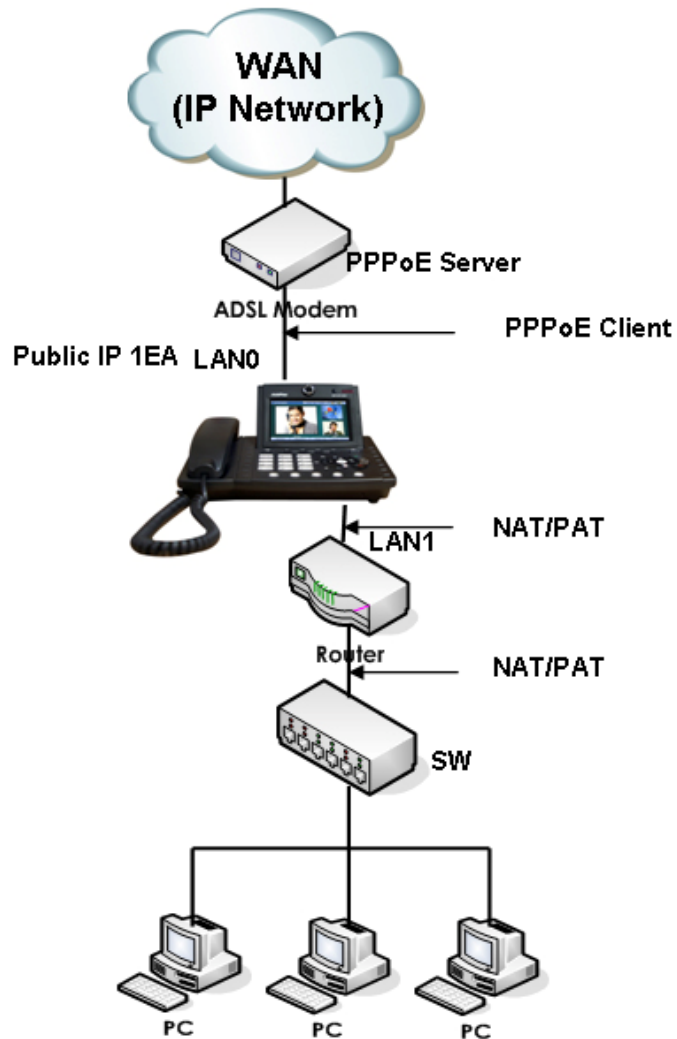 WAN
(IP Network)
PPPoE Server
ADSL Modem
PPPoE Client
Public IP 1EA LAN0
NAT/PAT
LAN1
Router
NAT/PAT
SW
PC
PC
PC